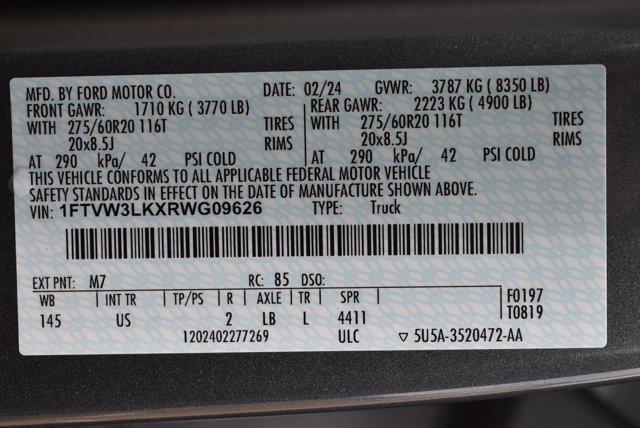 MFD. BY FORD MOTOR CO. DATE: 02/24 GVWR: 3787 KG ( 8350 LB)
FRONT GAWR: 1710 KG ( 3770 LB) REAR GAWR: 2223 KG ( 4900 LB)
WITH 275/60R20 116T TIRES WITH 275/60R20 116T TIRES
20x8.5J RIMS 20x8.5J RIMS
AT 290 kPa/ 42 PSI COLD AT 290 kPa/ 42 PSI COLD
THIS VEHICLE CONFORMS TO ALL APPLICABLE FEDERAL MOTOR VEHICLE
SAFETY STANDARDS IN EFFECT ON THE DATE OF MANUFACTURE SHOWN ABOVE.
VIN: 1FTVW3LKXRWG09626 TYPE: Truck
EXT PNT: M7 RC: 85 DSO:
WB INT TR TP/PS R AXLE TR SPR F0197
145 US 2 LB L 4411 T0819
1202402277269 ULC ▽ 5U5A-3520472-AA